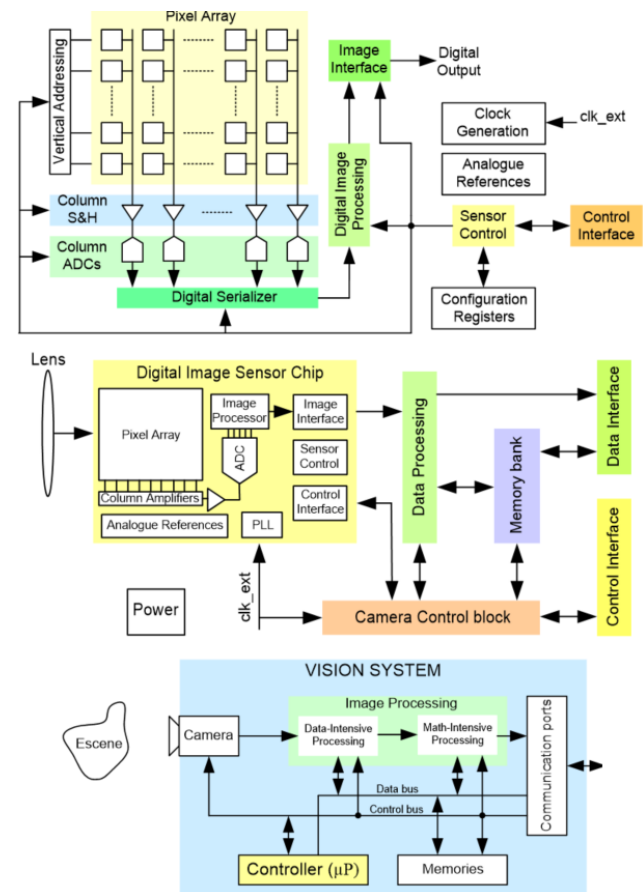 Pixel Array
Vertical Addressing
Column
S&H
Column
ADCs
Digital Serializer
Digital Image
Processing
Image
Interface
Digital
Output
Clock
Generation
clk_ext
Analogue
References
Sensor
Control
Control
Interface
Configuration
Registers
Lens
Digital Image Sensor Chip
Pixel Array
Image
Processor
Image
Interface
ADC
Sensor
Control
Column Amplifiers
Control
Interface
Analogue References
PLL
Data Processing
Memory bank
Data Interface
Control Interface
Power
clk_ext
Camera Control block
VISION SYSTEM
Image Processing
Escene
Camera
Data-Intensive
Processing
Math-Intensive
Processing
Communication ports
Data bus
Control bus
Controller (µP)
Memories